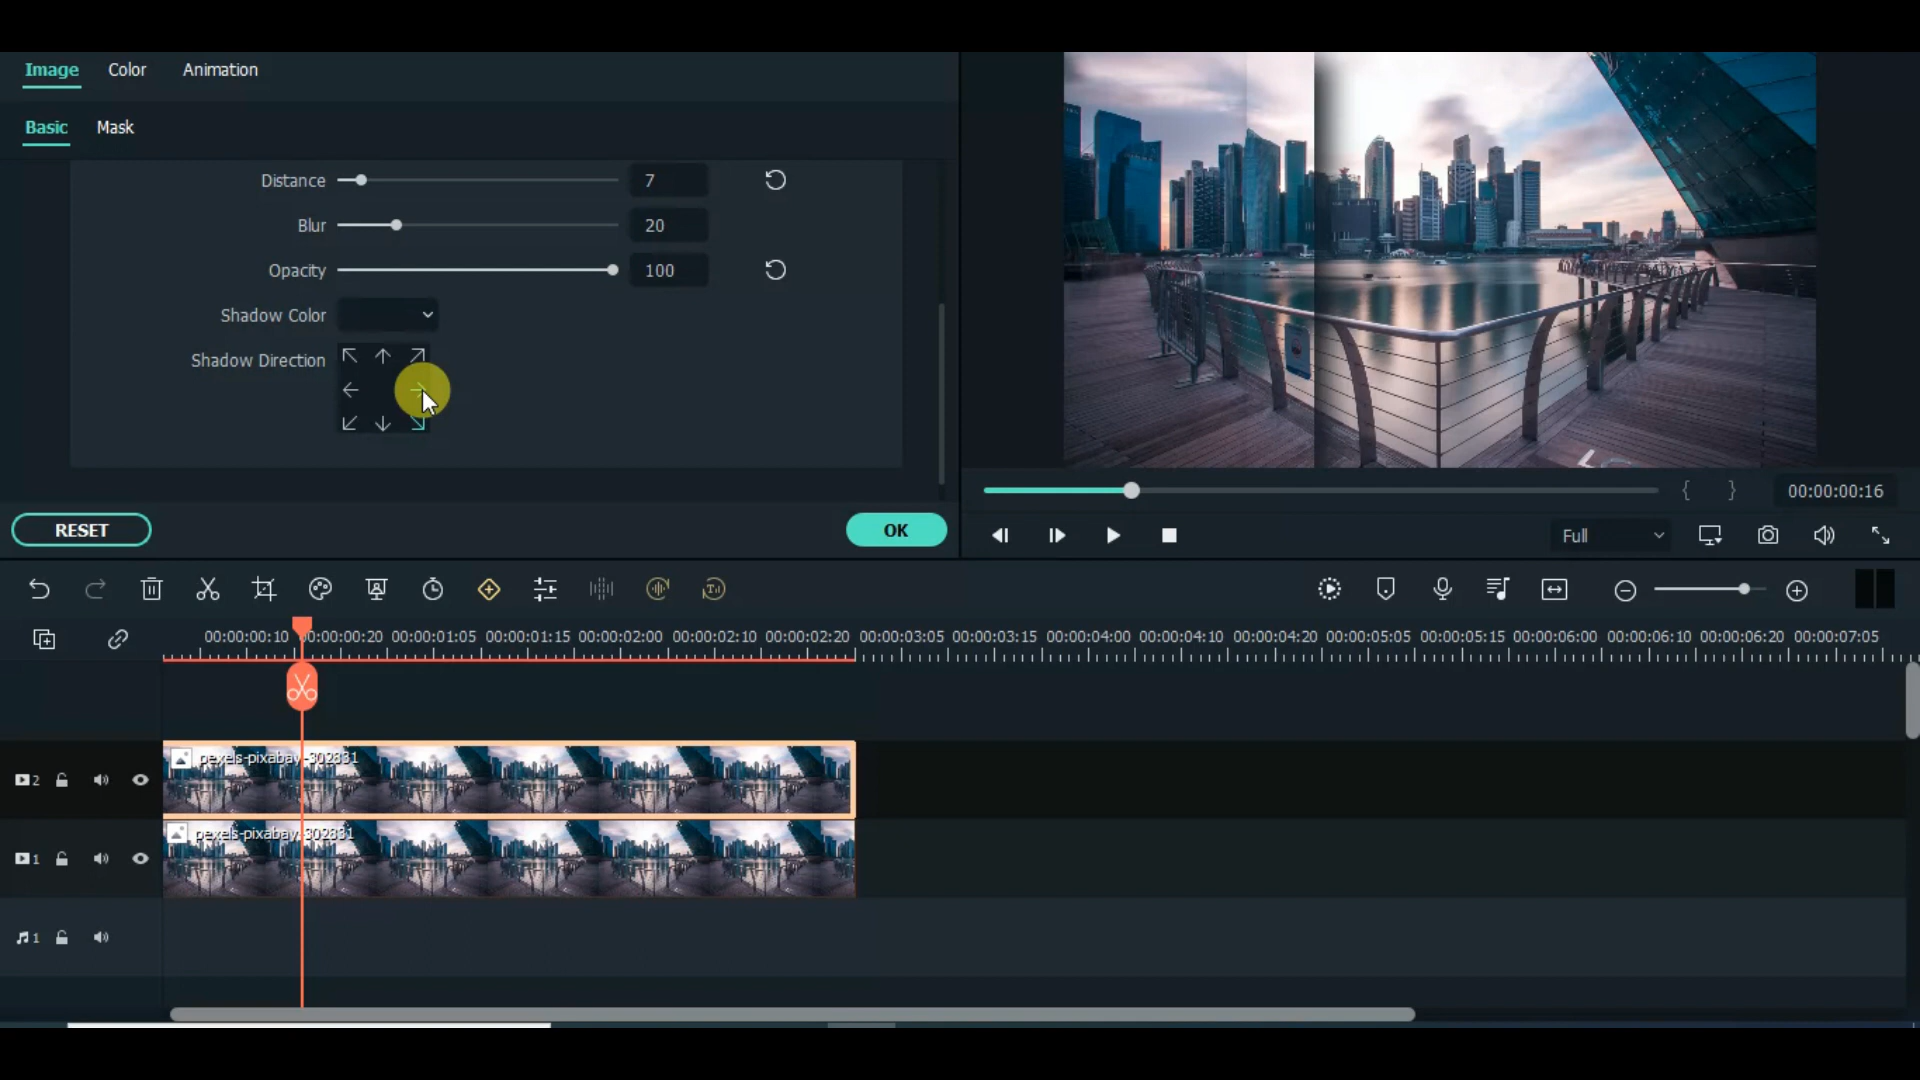 Image Color Animation
Basic Mask
Distance 7
Blur 20
Opacity 100
Shadow Color
Shadow Direction
RESET OK
{ } 00:00:00:16
Full
00:00:00:10 00:00:00:20 00:00:01:05 00:00:01:15 00:00:02:00 00:00:02:10 00:00:02:20 00:00:03:05 00:00:03:15 00:00:04:00 00:00:04:10 00:00:04:20 00:00:05:05 00:00:05:15 00:00:06:00 00:00:06:10 00:00:06:20 00:00:07:05
2 pexels-pixabay-302831
1 pexels-pixabay-302831
1